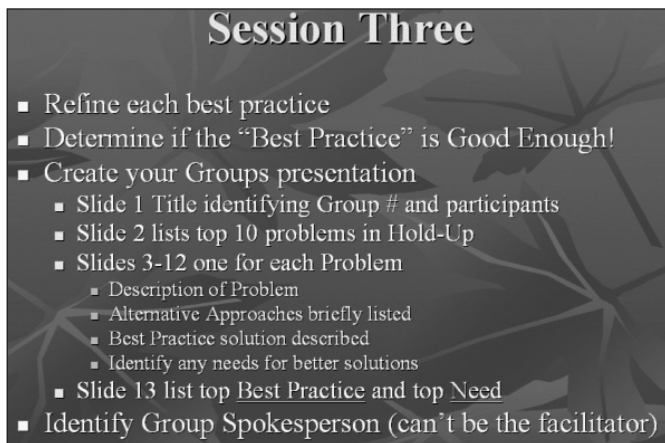 Session Three
Refine each best practice
Determine if the “Best Practice” is Good Enough!
Create your Groups presentation
Slide 1 Title identifying Group # and participants
Slide 2 lists top 10 problems in Hold-Up
Slides 3-12 one for each Problem
Description of Problem
Alternative Approaches briefly listed
Best Practice solution described
Identify any needs for better solutions
Slide 13 list top Best Practice and top Need
Identify Group Spokesperson (can’t be the facilitator)